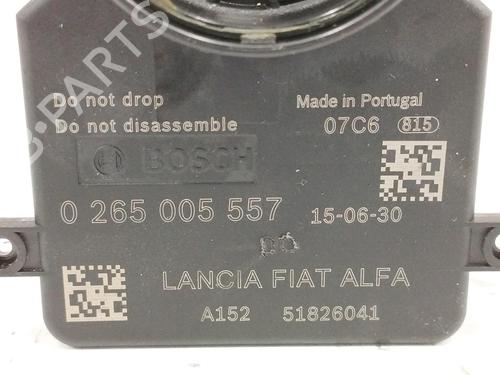 B-PARTS
Do not drop
Made in Portugal
Do not disassemble
07C6 815
BOSCH
0 265 005 557
15-06-30
LANCIA FIAT ALFA
A152 51826041